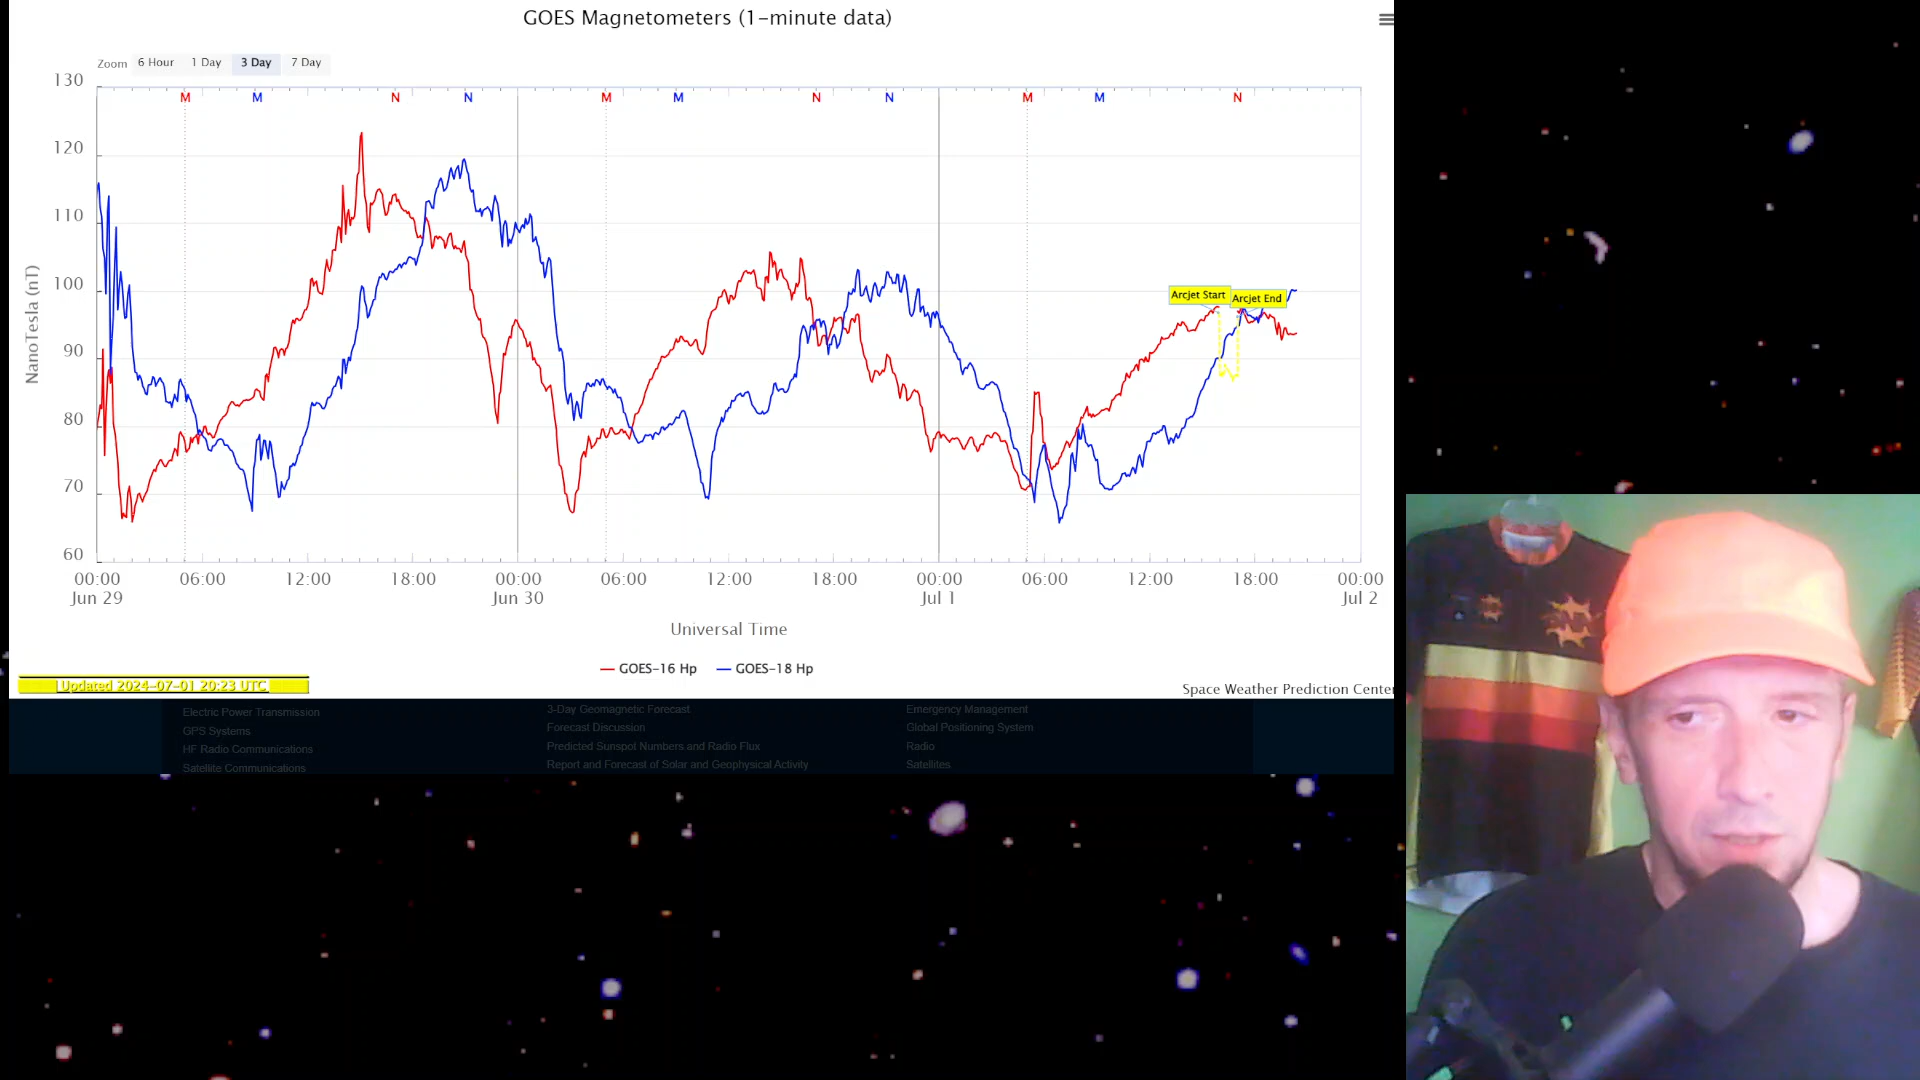 GOES Magnetometers (1-minute data)
Zoom 6 Hour 1 Day 3 Day 7 Day
130
M M N N M M N N M M N
120
110
100
90
80
70
60
NanoTesla (nT)
Arcjet Start Arcjet End
00:00 06:00 12:00 18:00 00:00 06:00 12:00 18:00 00:00 06:00 12:00 18:00 00:00
Jun 29 Jun 30 Jul 1 Jul 2
Universal Time
GOES-16 Hp GOES-18 Hp
Updated 2024-07-01 20:23 UTC
Space Weather Prediction Center
Electric Power Transmission
GPS Systems
HF Radio Communications
Satellite Communications
3-Day Geomagnetic Forecast
Forecast Discussion
Predicted Sunspot Numbers and Radio Flux
Report and Forecast of Solar and Geophysical Activity
Emergency Management
Global Positioning System
Radio
Satellites